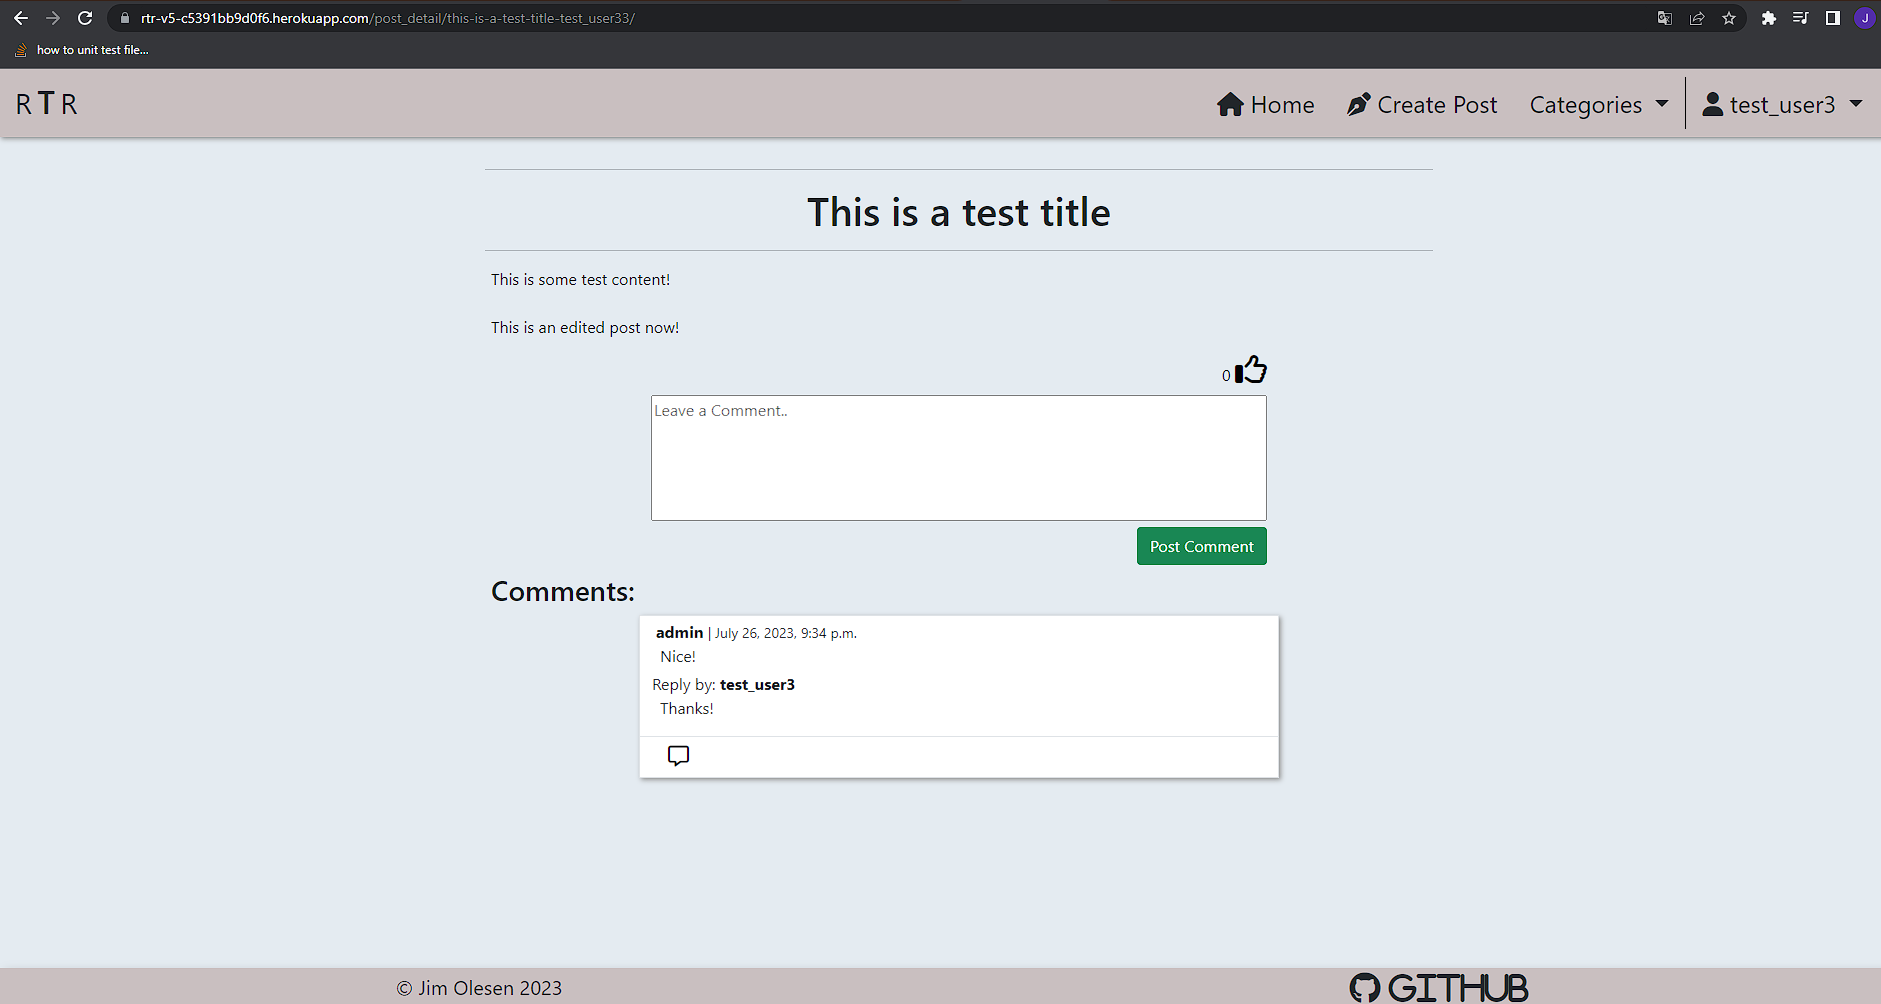 rtr-v5-c5391bb9d0f6.herokuapp.com/post_detail/this-is-a-test-title-test_user33/
J
how to unit test file...
R T R
Home
Create Post
Categories
test_user3
This is a test title
This is some test content!
This is an edited post now!
0
Leave a Comment..
Post Comment
Comments:
admin | July 26, 2023, 9:34 p.m.
Nice!
Reply by: test_user3
Thanks!
© Jim Olesen 2023
GITHUB